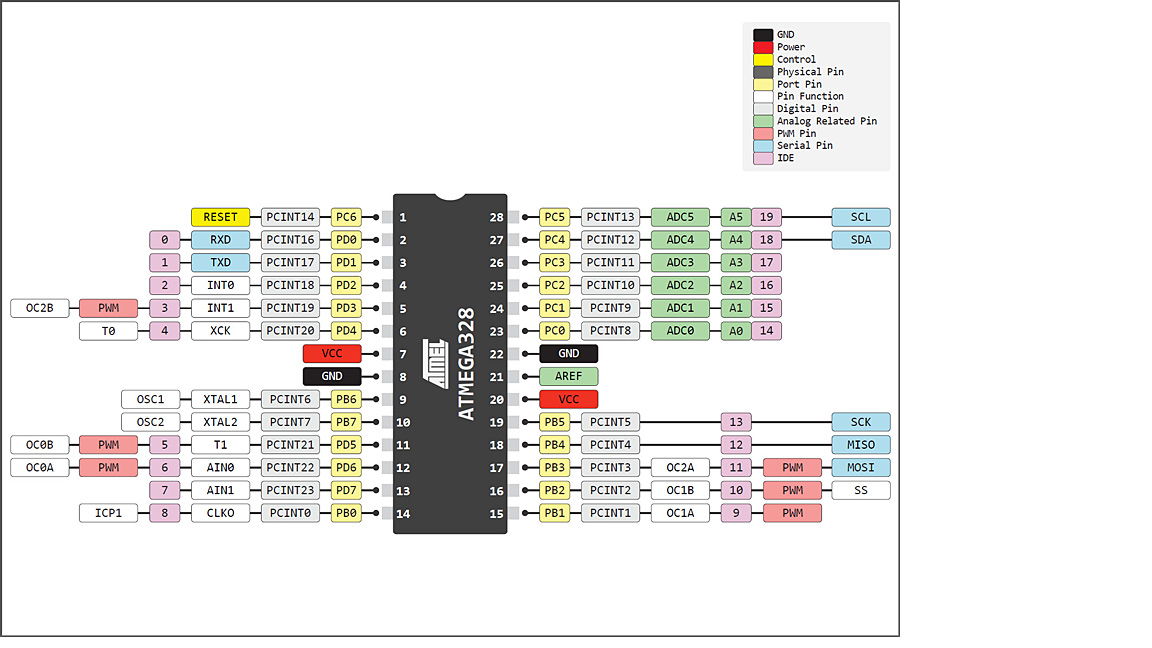 GND
Power
Control
Physical Pin
Port Pin
Pin Function
Digital Pin
Analog Related Pin
PWM Pin
Serial Pin
IDE
RESET PCINT14 PC6 1 28 PC5 PCINT13 ADC5 A5 19 SCL
0 RXD PCINT16 PD0 2 27 PC4 PCINT12 ADC4 A4 18 SDA
1 TXD PCINT17 PD1 3 26 PC3 PCINT11 ADC3 A3 17
2 INT0 PCINT18 PD2 4 25 PC2 PCINT10 ADC2 A2 16
OC2B PWM 3 INT1 PCINT19 PD3 5 24 PC1 PCINT9 ADC1 A1 15
T0 4 XCK PCINT20 PD4 6 23 PC0 PCINT8 ADC0 A0 14
VCC 7 22 GND
GND 8 21 AREF
OSC1 XTAL1 PCINT6 PB6 9 20 VCC
OSC2 XTAL2 PCINT7 PB7 10 19 PB5 PCINT5 13 SCK
OC0B PWM 5 T1 PCINT21 PD5 11 18 PB4 PCINT4 12 MISO
OC0A PWM 6 AIN0 PCINT22 PD6 12 17 PB3 PCINT3 OC2A 11 PWM MOSI
7 AIN1 PCINT23 PD7 13 16 PB2 PCINT2 OC1B 10 PWM SS
ICP1 8 CLKO PCINT0 PB0 14 15 PB1 PCINT1 OC1A 9 PWM
ATMEL
ATMEGA328